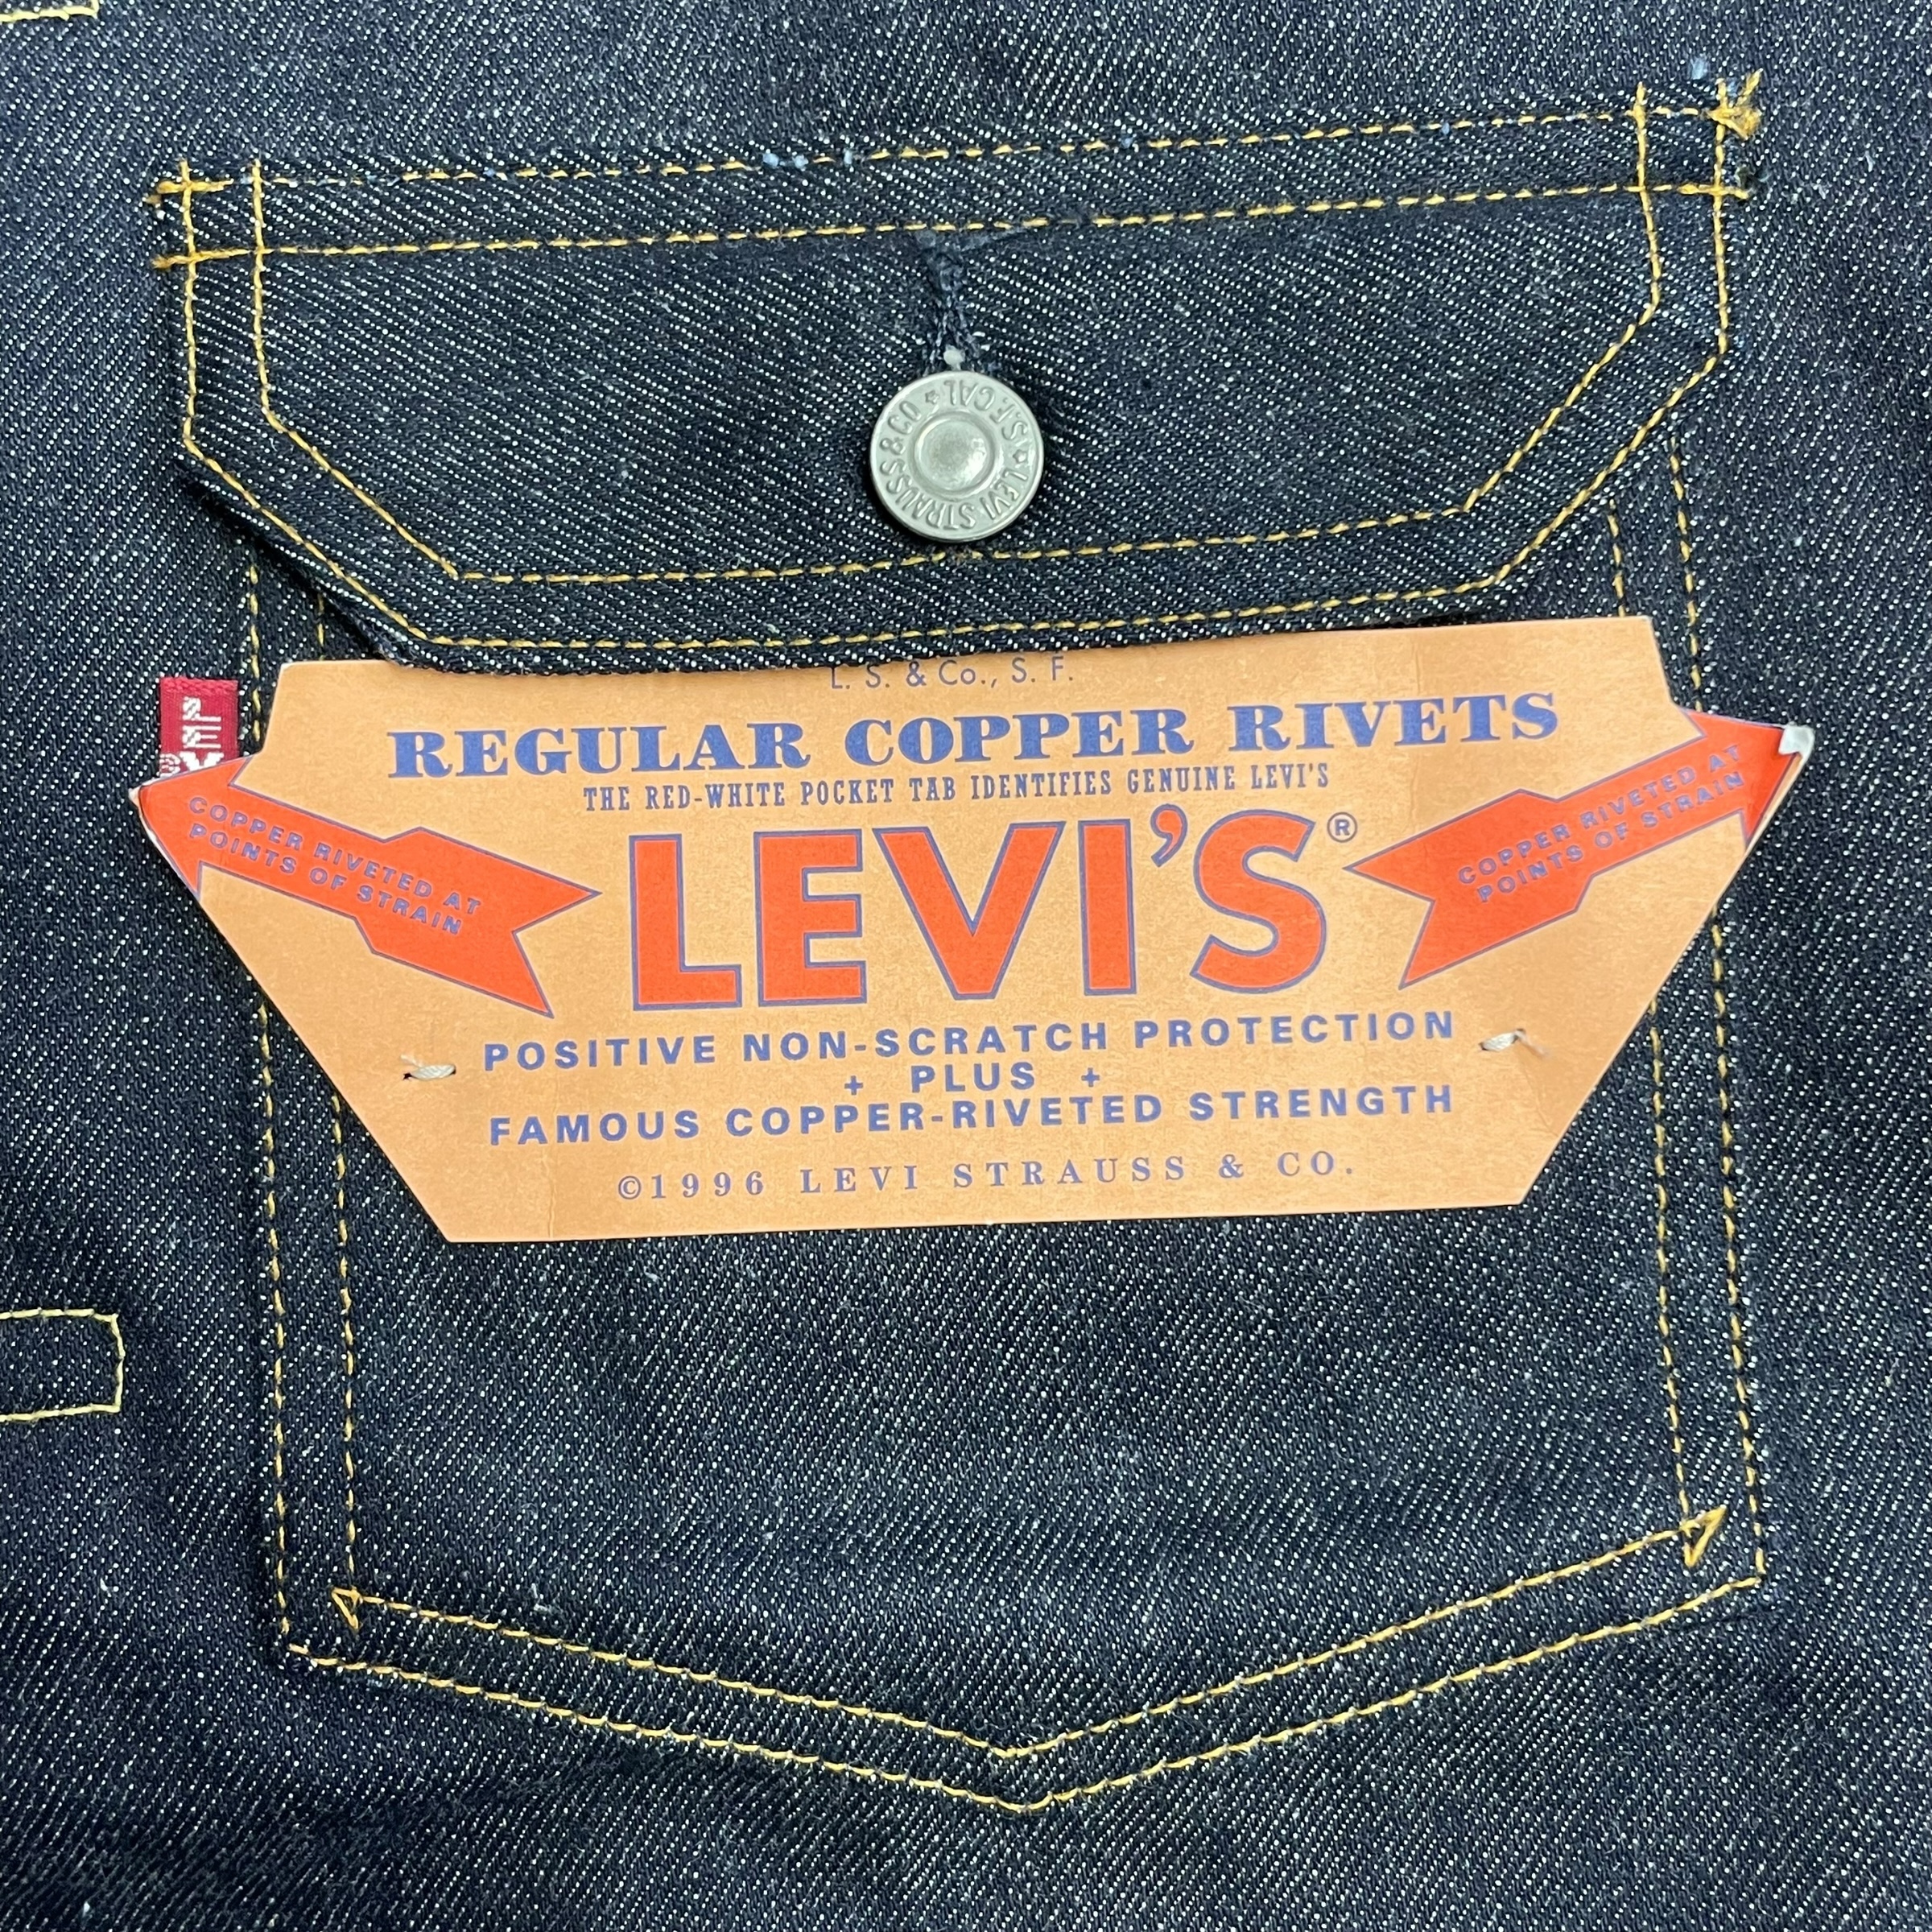 LEVI STRAUSS & CO S.F. CAL
L. S. & Co., S. F.
REGULAR COPPER RIVETS
THE RED-WHITE POCKET TAB IDENTIFIES GENUINE LEVI'S
COPPER RIVETED AT
POINTS OF STRAIN
LEVI'S®
COPPER RIVETED AT
POINTS OF STRAIN
POSITIVE NON-SCRATCH PROTECTION
+ PLUS +
FAMOUS COPPER-RIVETED STRENGTH
©1996 LEVI STRAUSS & CO.